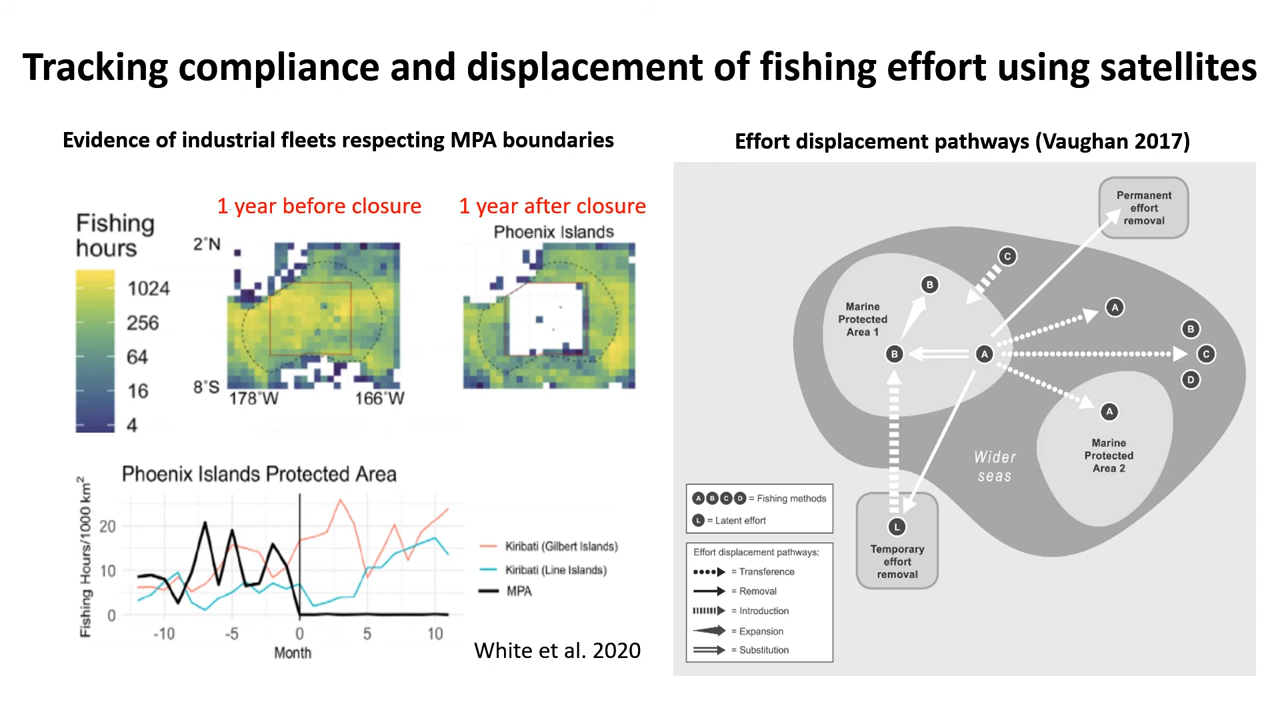 Tracking compliance and displacement of fishing effort using satellites
Evidence of industrial fleets respecting MPA boundaries
1 year before closure
1 year after closure
Phoenix Islands
Fishing
hours
1024
256
64
16
4
2°N
8°S
178°W
166°W
Phoenix Islands Protected Area
Fishing Hours/1000 km²
20
10
0
-10
-5
0
5
10
Month
Kiribati (Gilbert Islands)
Kiribati (Line Islands)
MPA
White et al. 2020
Effort displacement pathways (Vaughan 2017)
Permanent
effort
removal
C
B
Marine
Protected
Area 1
B
A
A
B
C
D
A
Marine
Protected
Area 2
Wider
seas
L
Temporary
effort
removal
A B C D = Fishing methods
L = Latent effort
Effort displacement pathways:
= Transference
= Removal
= Introduction
= Expansion
= Substitution